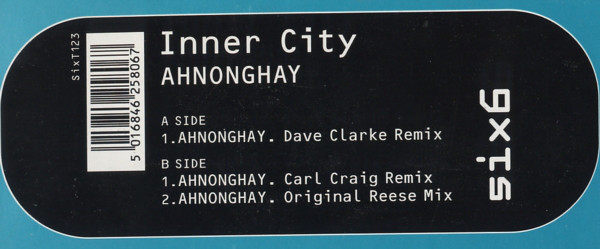 SixT123
5 016846 258067
Inner City
AHNONGHAY
A SIDE
1.AHNONGHAY. Dave Clarke Remix
B SIDE
1.AHNONGHAY. Carl Craig Remix
2.AHNONGHAY. Original Reese Mix
six6